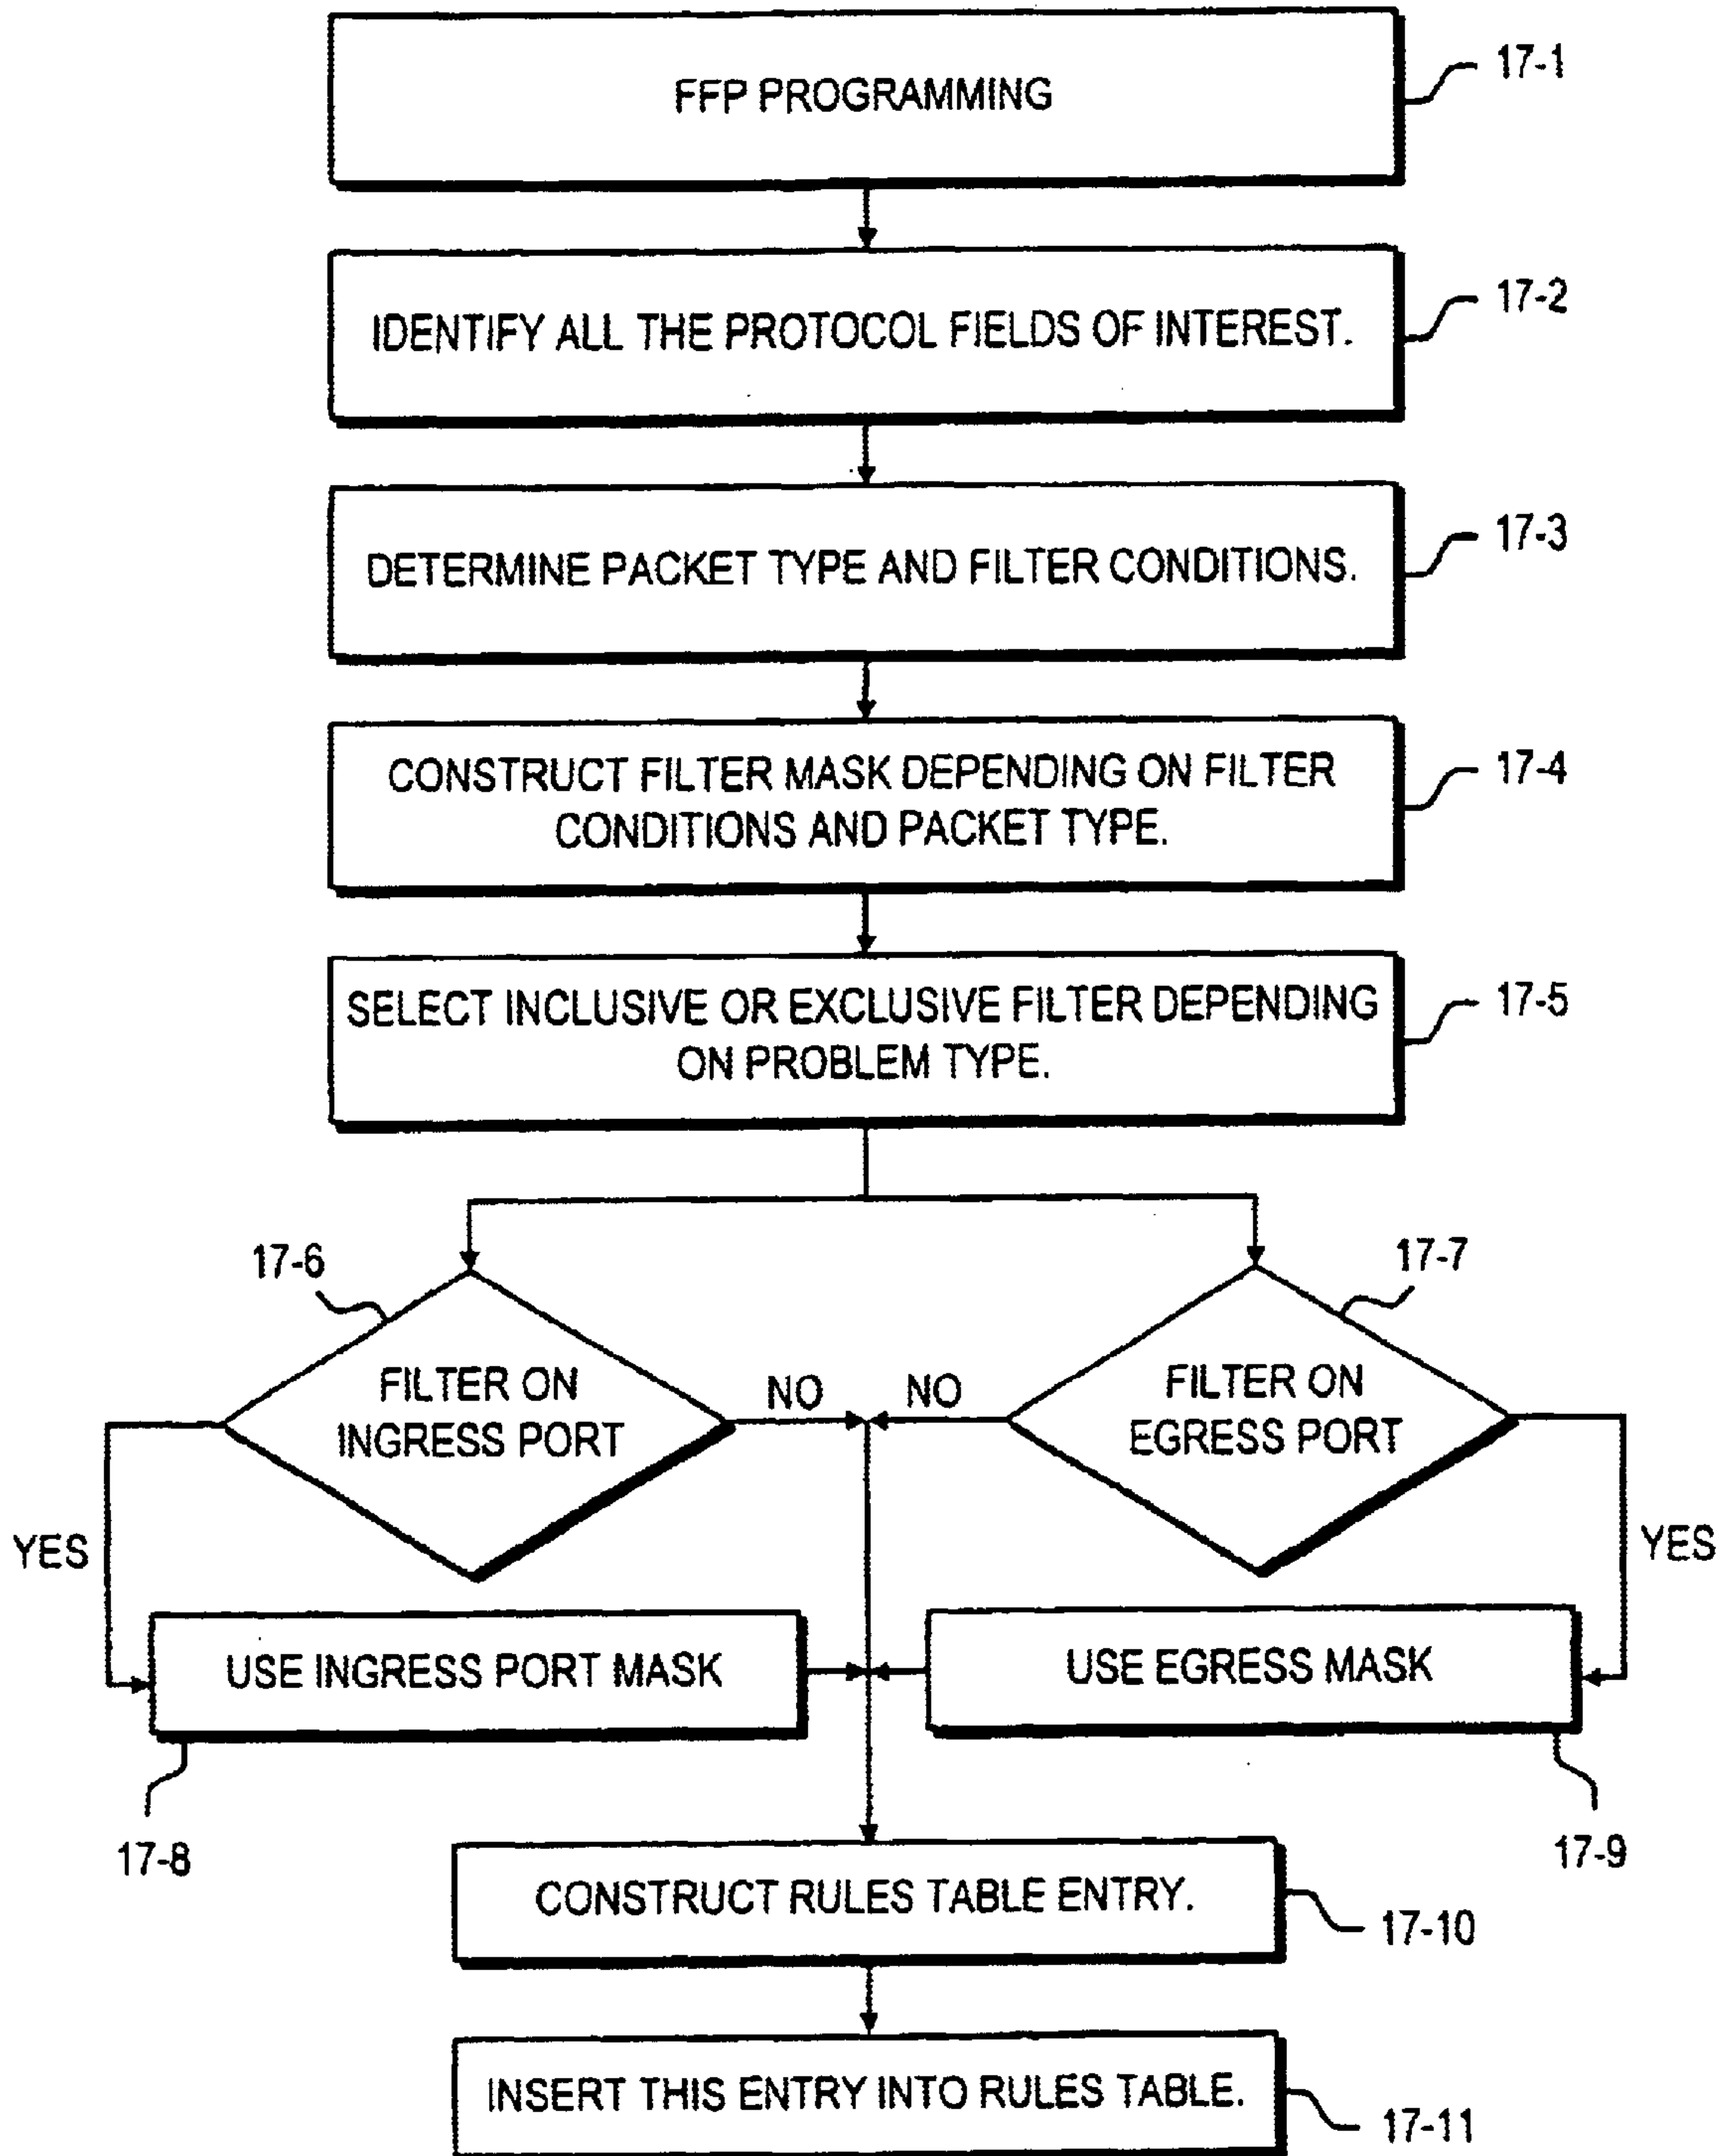 FFP PROGRAMMING
17-1
IDENTIFY ALL THE PROTOCOL FIELDS OF INTEREST.
17-2
DETERMINE PACKET TYPE AND FILTER CONDITIONS.
17-3
CONSTRUCT FILTER MASK DEPENDING ON FILTER
CONDITIONS AND PACKET TYPE.
17-4
SELECT INCLUSIVE OR EXCLUSIVE FILTER DEPENDING
ON PROBLEM TYPE.
17-5
17-6
17-7
FILTER ON
INGRESS PORT
NO
NO
FILTER ON
EGRESS PORT
YES
YES
USE INGRESS PORT MASK
USE EGRESS MASK
17-8
17-9
CONSTRUCT RULES TABLE ENTRY.
17-10
INSERT THIS ENTRY INTO RULES TABLE.
17-11